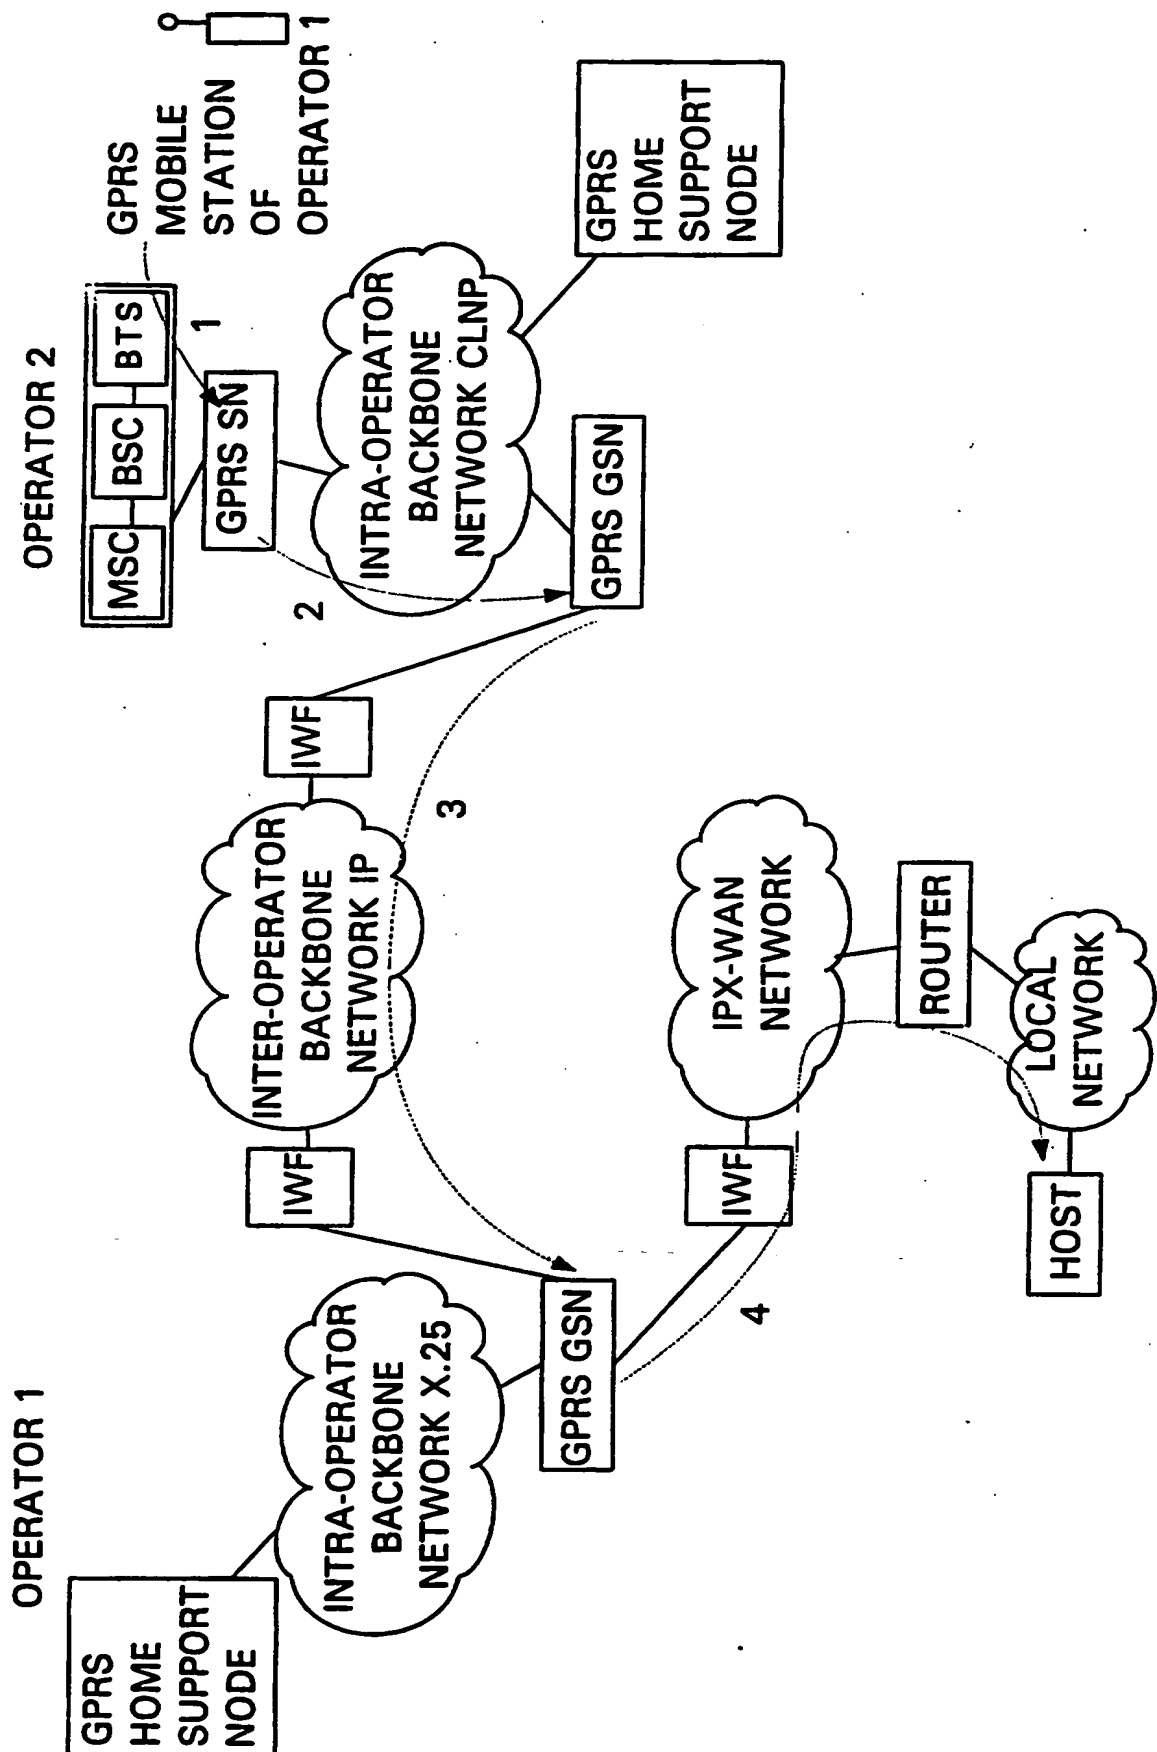 OPERATOR 1
OPERATOR 2
GPRS
HOME
SUPPORT
NODE
INTRA-OPERATOR
BACKBONE
NETWORK X.25
GPRS GSN
IWF
INTER-OPERATOR
BACKBONE
NETWORK IP
IWF
3
MSC
BSC
BTS
1
GPRS
MOBILE
STATION
OF
OPERATOR 1
GPRS SN
2
INTRA-OPERATOR
BACKBONE
NETWORK CLNP
GPRS GSN
GPRS
HOME
SUPPORT
NODE
4
IWF
IPX-WAN
NETWORK
ROUTER
LOCAL
NETWORK
HOST